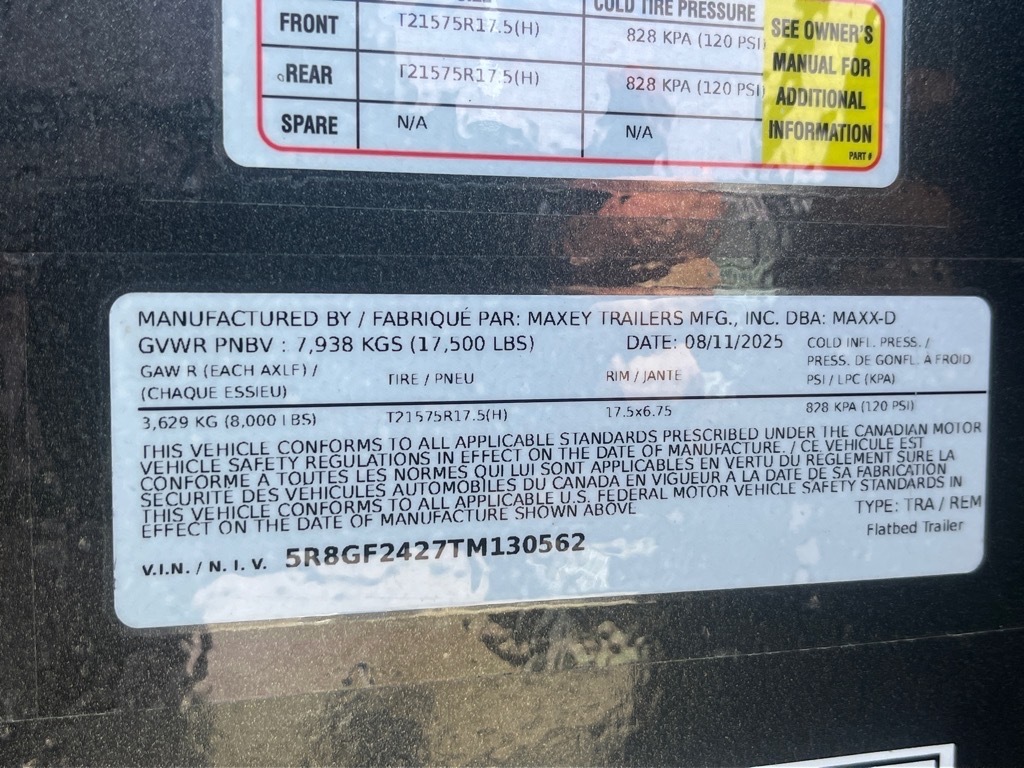 COLD TIRE PRESSURE
FRONT T21575R17.5(H) 828 KPA (120 PSI)
REAR T21575R17.5(H) 828 KPA (120 PSI)
SPARE N/A N/A
SEE OWNER'S
MANUAL FOR
ADDITIONAL
INFORMATION
PART #
MANUFACTURED BY / FABRIQUÉ PAR: MAXEY TRAILERS MFG., INC. DBA: MAXX-D
GVWR PNBV : 7,938 KGS (17,500 LBS) DATE: 08/11/2025 COLD INFL. PRESS. /
PRESS. DE GONFL. A FROID
GAW R (EACH AXLE) / TIRE / PNEU RIM / JANTE PSI / LPC (KPA)
(CHAQUE ESSIEU)
3,629 KG (8,000 LBS) T21575R17.5(H) 17.5x6.75 828 KPA (120 PSI)
THIS VEHICLE CONFORMS TO ALL APPLICABLE STANDARDS PRESCRIBED UNDER THE CANADIAN MOTOR
VEHICLE SAFETY REGULATIONS IN EFFECT ON THE DATE OF MANUFACTURE. / CE VEHICULE EST
CONFORME A TOUTES LES NORMES QUI LUI SONT APPLICABLES EN VERTU DU REGLEMENT SURE LA
SECURITE DES VEHICULES AUTOMOBILES DU CANADA EN VIGUEUR A LA DATE DE SA FABRICATION
THIS VEHICLE CONFORMS TO ALL APPLICABLE U.S. FEDERAL MOTOR VEHICLE SAFETY STANDARDS IN
EFFECT ON THE DATE OF MANUFACTURE SHOWN ABOVE
TYPE: TRA / REM
Flatbed Trailer
V.I.N. / N. I. V. 5R8GF2427TM130562